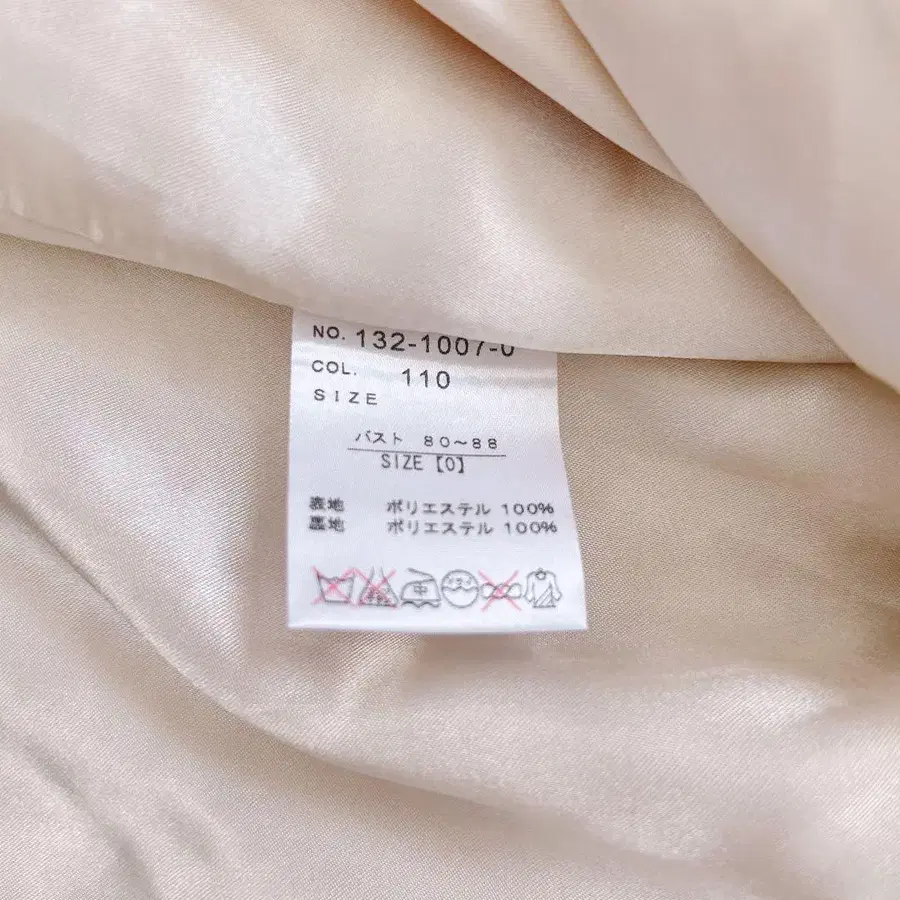 NO. 132-1007-0
COL. 110
SIZE
バスト 80～88
SIZE【0】
表地 ポリエステル 100%
裏地 ポリエステル 100%
中